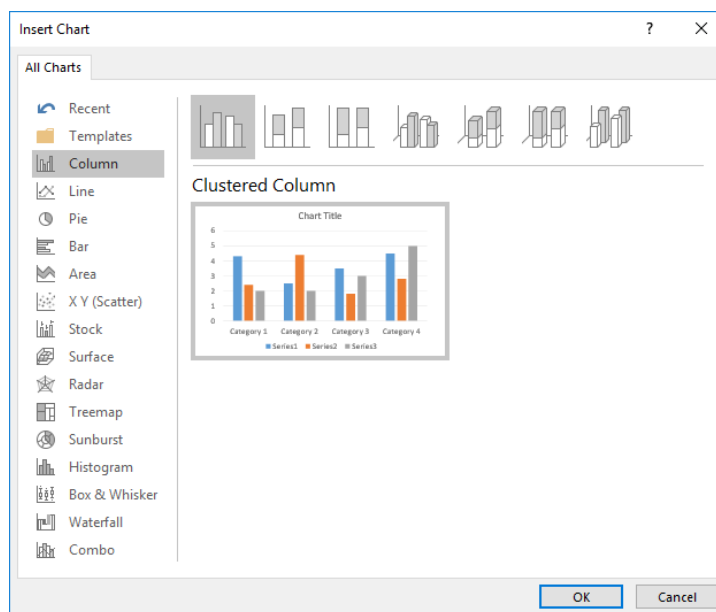 Insert Chart
?
All Charts
Recent
Templates
Column
Line
Pie
Bar
Area
X Y (Scatter)
Stock
Surface
Radar
Treemap
Sunburst
Histogram
Box & Whisker
Waterfall
Combo
Clustered Column
Chart Title
6
5
4
3
2
1
0
Category 1 Category 2 Category 3 Category 4
Series1 Series2 Series3
OK Cancel